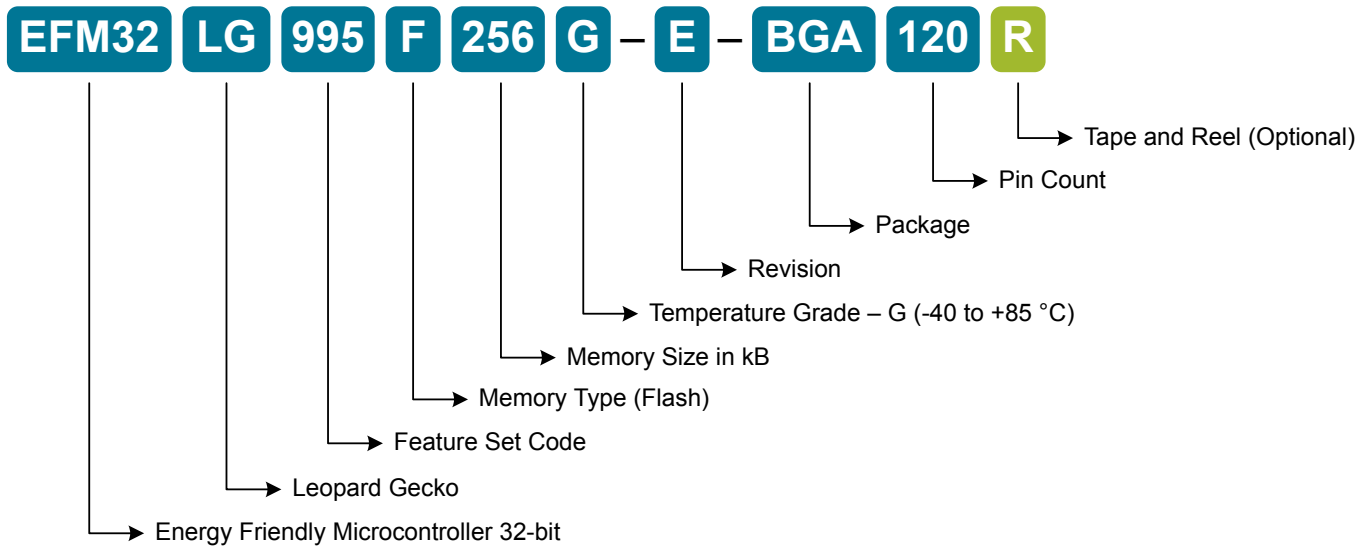 EFM32 LG 995 F 256 G – E – BGA 120 R
Tape and Reel (Optional)
Pin Count
Package
Revision
Temperature Grade – G (-40 to +85 °C)
Memory Size in kB
Memory Type (Flash)
Feature Set Code
Leopard Gecko
Energy Friendly Microcontroller 32-bit